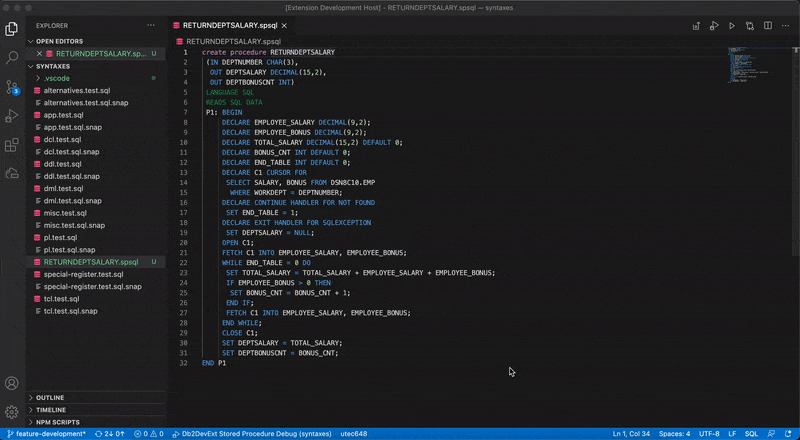 [Extension Development Host] - RETURNDEPTSALARY.spsql — syntaxes
EXPLORER
RETURNDEPTSALARY.spsql
OPEN EDITORS
RETURNDEPTSALARY.sp... U
SYNTAXES
.vscode
alternatives.test.sql
alternatives.test.sql.snap
app.test.sql
app.test.sql.snap
dcl.test.sql
dcl.test.sql.snap
ddl.test.sql
ddl.test.sql.snap
dml.test.sql
dml.test.sql.snap
misc.test.sql
misc.test.sql.snap
pl.test.sql
pl.test.sql.snap
RETURNDEPTSALARY.spsql U
special-register.test.sql
special-register.test.sql.snap
tcl.test.sql
tcl.test.sql.snap
OUTLINE
TIMELINE
NPM SCRIPTS
3
RETURNDEPTSALARY.spsql
1 create procedure RETURNDEPTSALARY
2 (IN DEPTNUMBER CHAR(3),
3 OUT DEPTSALARY DECIMAL(15,2),
4 OUT DEPTBONUSCNT INT)
5 LANGUAGE SQL
6 READS SQL DATA
7 P1: BEGIN
8 DECLARE EMPLOYEE_SALARY DECIMAL(9,2);
9 DECLARE EMPLOYEE_BONUS DECIMAL(9,2);
10 DECLARE TOTAL_SALARY DECIMAL(15,2) DEFAULT 0;
11 DECLARE BONUS_CNT INT DEFAULT 0;
12 DECLARE END_TABLE INT DEFAULT 0;
13 DECLARE C1 CURSOR FOR
14 SELECT SALARY, BONUS FROM DSN8C10.EMP
15 WHERE WORKDEPT = DEPTNUMBER;
16 DECLARE CONTINUE HANDLER FOR NOT FOUND
17 SET END_TABLE = 1;
18 DECLARE EXIT HANDLER FOR SQLEXCEPTION
19 SET DEPTSALARY = NULL;
20 OPEN C1;
21 FETCH C1 INTO EMPLOYEE_SALARY, EMPLOYEE_BONUS;
22 WHILE END_TABLE = 0 DO
23 SET TOTAL_SALARY = TOTAL_SALARY + EMPLOYEE_SALARY + EMPLOYEE_BONUS;
24 IF EMPLOYEE_BONUS > 0 THEN
25 SET BONUS_CNT = BONUS_CNT + 1;
26 END IF;
27 FETCH C1 INTO EMPLOYEE_SALARY, EMPLOYEE_BONUS;
28 END WHILE;
29 CLOSE C1;
30 SET DEPTSALARY = TOTAL_SALARY;
31 SET DEPTBONUSCNT = BONUS_CNT;
32 END P1
feature-development* 2↓ 0↑ 0 0 Db2DevExt Stored Procedure Debug (syntaxes) utec648 Ln 1, Col 34 Spaces: 4 UTF-8 LF SQL